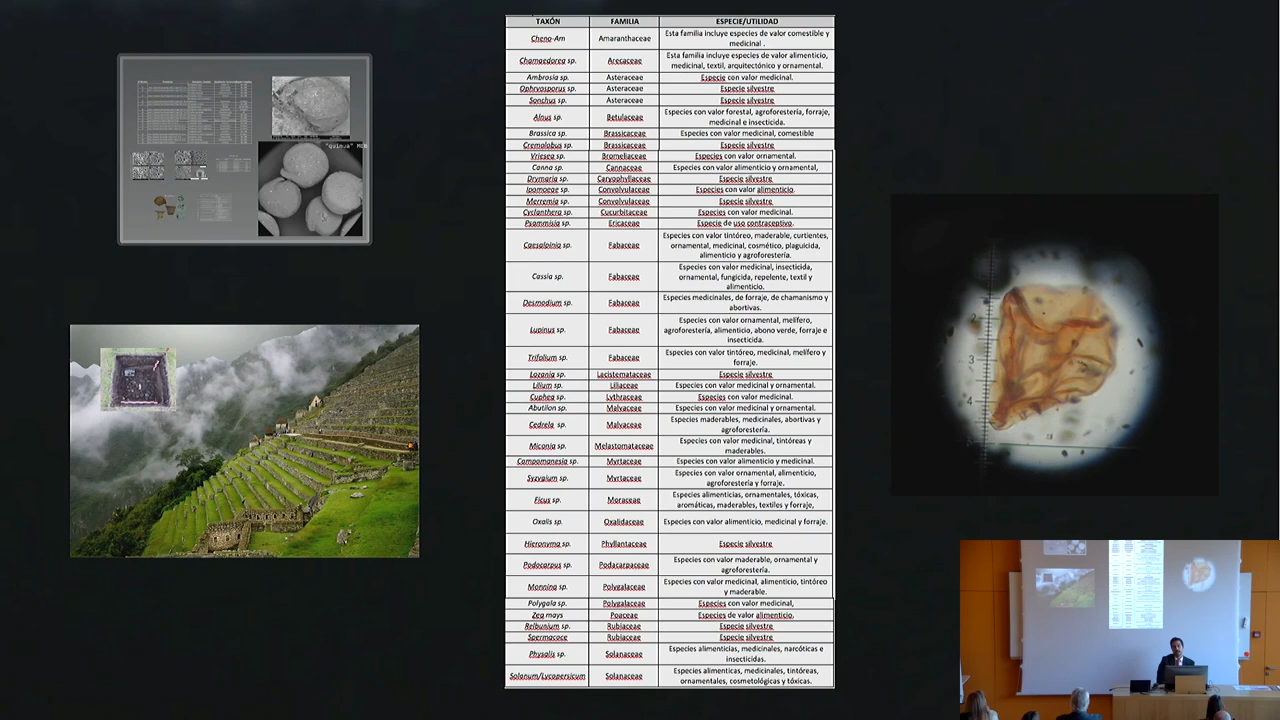 TAXÓN FAMILIA ESPECIE/UTILIDAD
Cheno-Am Amaranthaceae Esta familia incluye especies de valor comestible y
medicinal .
Chamaedorea sp. Arecaceae Esta familia incluye especies de valor alimenticio,
medicinal, textil, arquitectónico y ornamental.
Ambrosia sp. Asteraceae Especie con valor medicinal.
Ophryosporus sp. Asteraceae Especie silvestre
Sonchus sp. Asteraceae Especie silvestre
Alnus sp. Betulaceae Especies con valor forestal, agroforestería, forraje,
medicinal e insecticida.
Brassica sp. Brassicaceae Especies con valor medicinal, comestible
Cremolobus sp. Brassicaceae Especie silvestre
Vriesea sp. Bromeliaceae Especies con valor ornamental.
Canna sp. Cannaceae Especies con valor alimenticio y ornamental,
Drymaria sp. Caryophyllaceae Especie silvestre
Ipomoeae sp. Convolvulaceae Especies con valor alimenticio.
Merremia sp. Convolvulaceae Especie silvestre
Cyclanthera sp. Cucurbitaceae Especies con valor medicinal.
Psammisia sp. Ericaceae Especie de uso contraceptivo.
Caesalpinia sp. Fabaceae Especies con valor tintóreo, maderable, curtientes,
ornamental, medicinal, cosmético, plaguicida,
alimenticio y agroforestería.
Cassia sp. Fabaceae Especies con valor medicinal, insecticida,
ornamental, fungicida, repelente, textil y
alimenticio.
Desmodium sp. Fabaceae Especies medicinales, de forraje, de chamanismo y
abortivas.
Lupinus sp. Fabaceae Especies con valor ornamental, melífero,
agroforestería, alimenticio, abono verde, forraje e
insecticida.
Trifolium sp. Fabaceae Especies con valor tintóreo, medicinal, melífero y
forraje.
Lozania sp. Lacistemataceae Especie silvestre
Lilium sp. Liliaceae Especies con valor medicinal y ornamental.
Cuphea sp. Lythraceae Especies con valor medicinal.
Abutilon sp. Malvaceae Especies con valor medicinal y ornamental.
Cedrela sp. Malvaceae Especies maderables, medicinales, abortivas y
agroforestería.
Miconia sp. Melastomataceae Especies con valor medicinal, tintóreas y
maderables.
Campomanesia sp. Myrtaceae Especies con valor alimenticio y medicinal.
Syzygium sp. Myrtaceae Especies con valor ornamental, alimenticio,
agroforestería y forraje.
Ficus sp. Moraceae Especies alimenticias, ornamentales, tóxicas,
aromáticas, maderables, textiles y forraje,
Oxalis sp. Oxalidaceae Especies con valor alimenticio, medicinal y forraje.
Hieronyma sp. Phyllantaceae Especie silvestre
Podocarpus sp. Podacarpaceae Especies con valor maderable, ornamental y
agroforestería.
Monnina sp. Polygalaceae Especies con valor medicinal, alimenticio, tintóreo
y maderable.
Polygala sp. Polygalaceae Especies con valor medicinal,
Zea mays Poaceae Especies de valor alimenticio,
Relbunium sp. Rubiaceae Especie silvestre
Spermacoce Rubiaceae Especie silvestre
Physalis sp. Solanaceae Especies alimenticias, medicinales, narcóticas e
insecticidas.
Solanum/Lycopersicum Solanaceae Especies alimenticas, medicinales, tintóreas,
ornamentales, cosmetológicas y tóxicas.
"quinua"
3
4